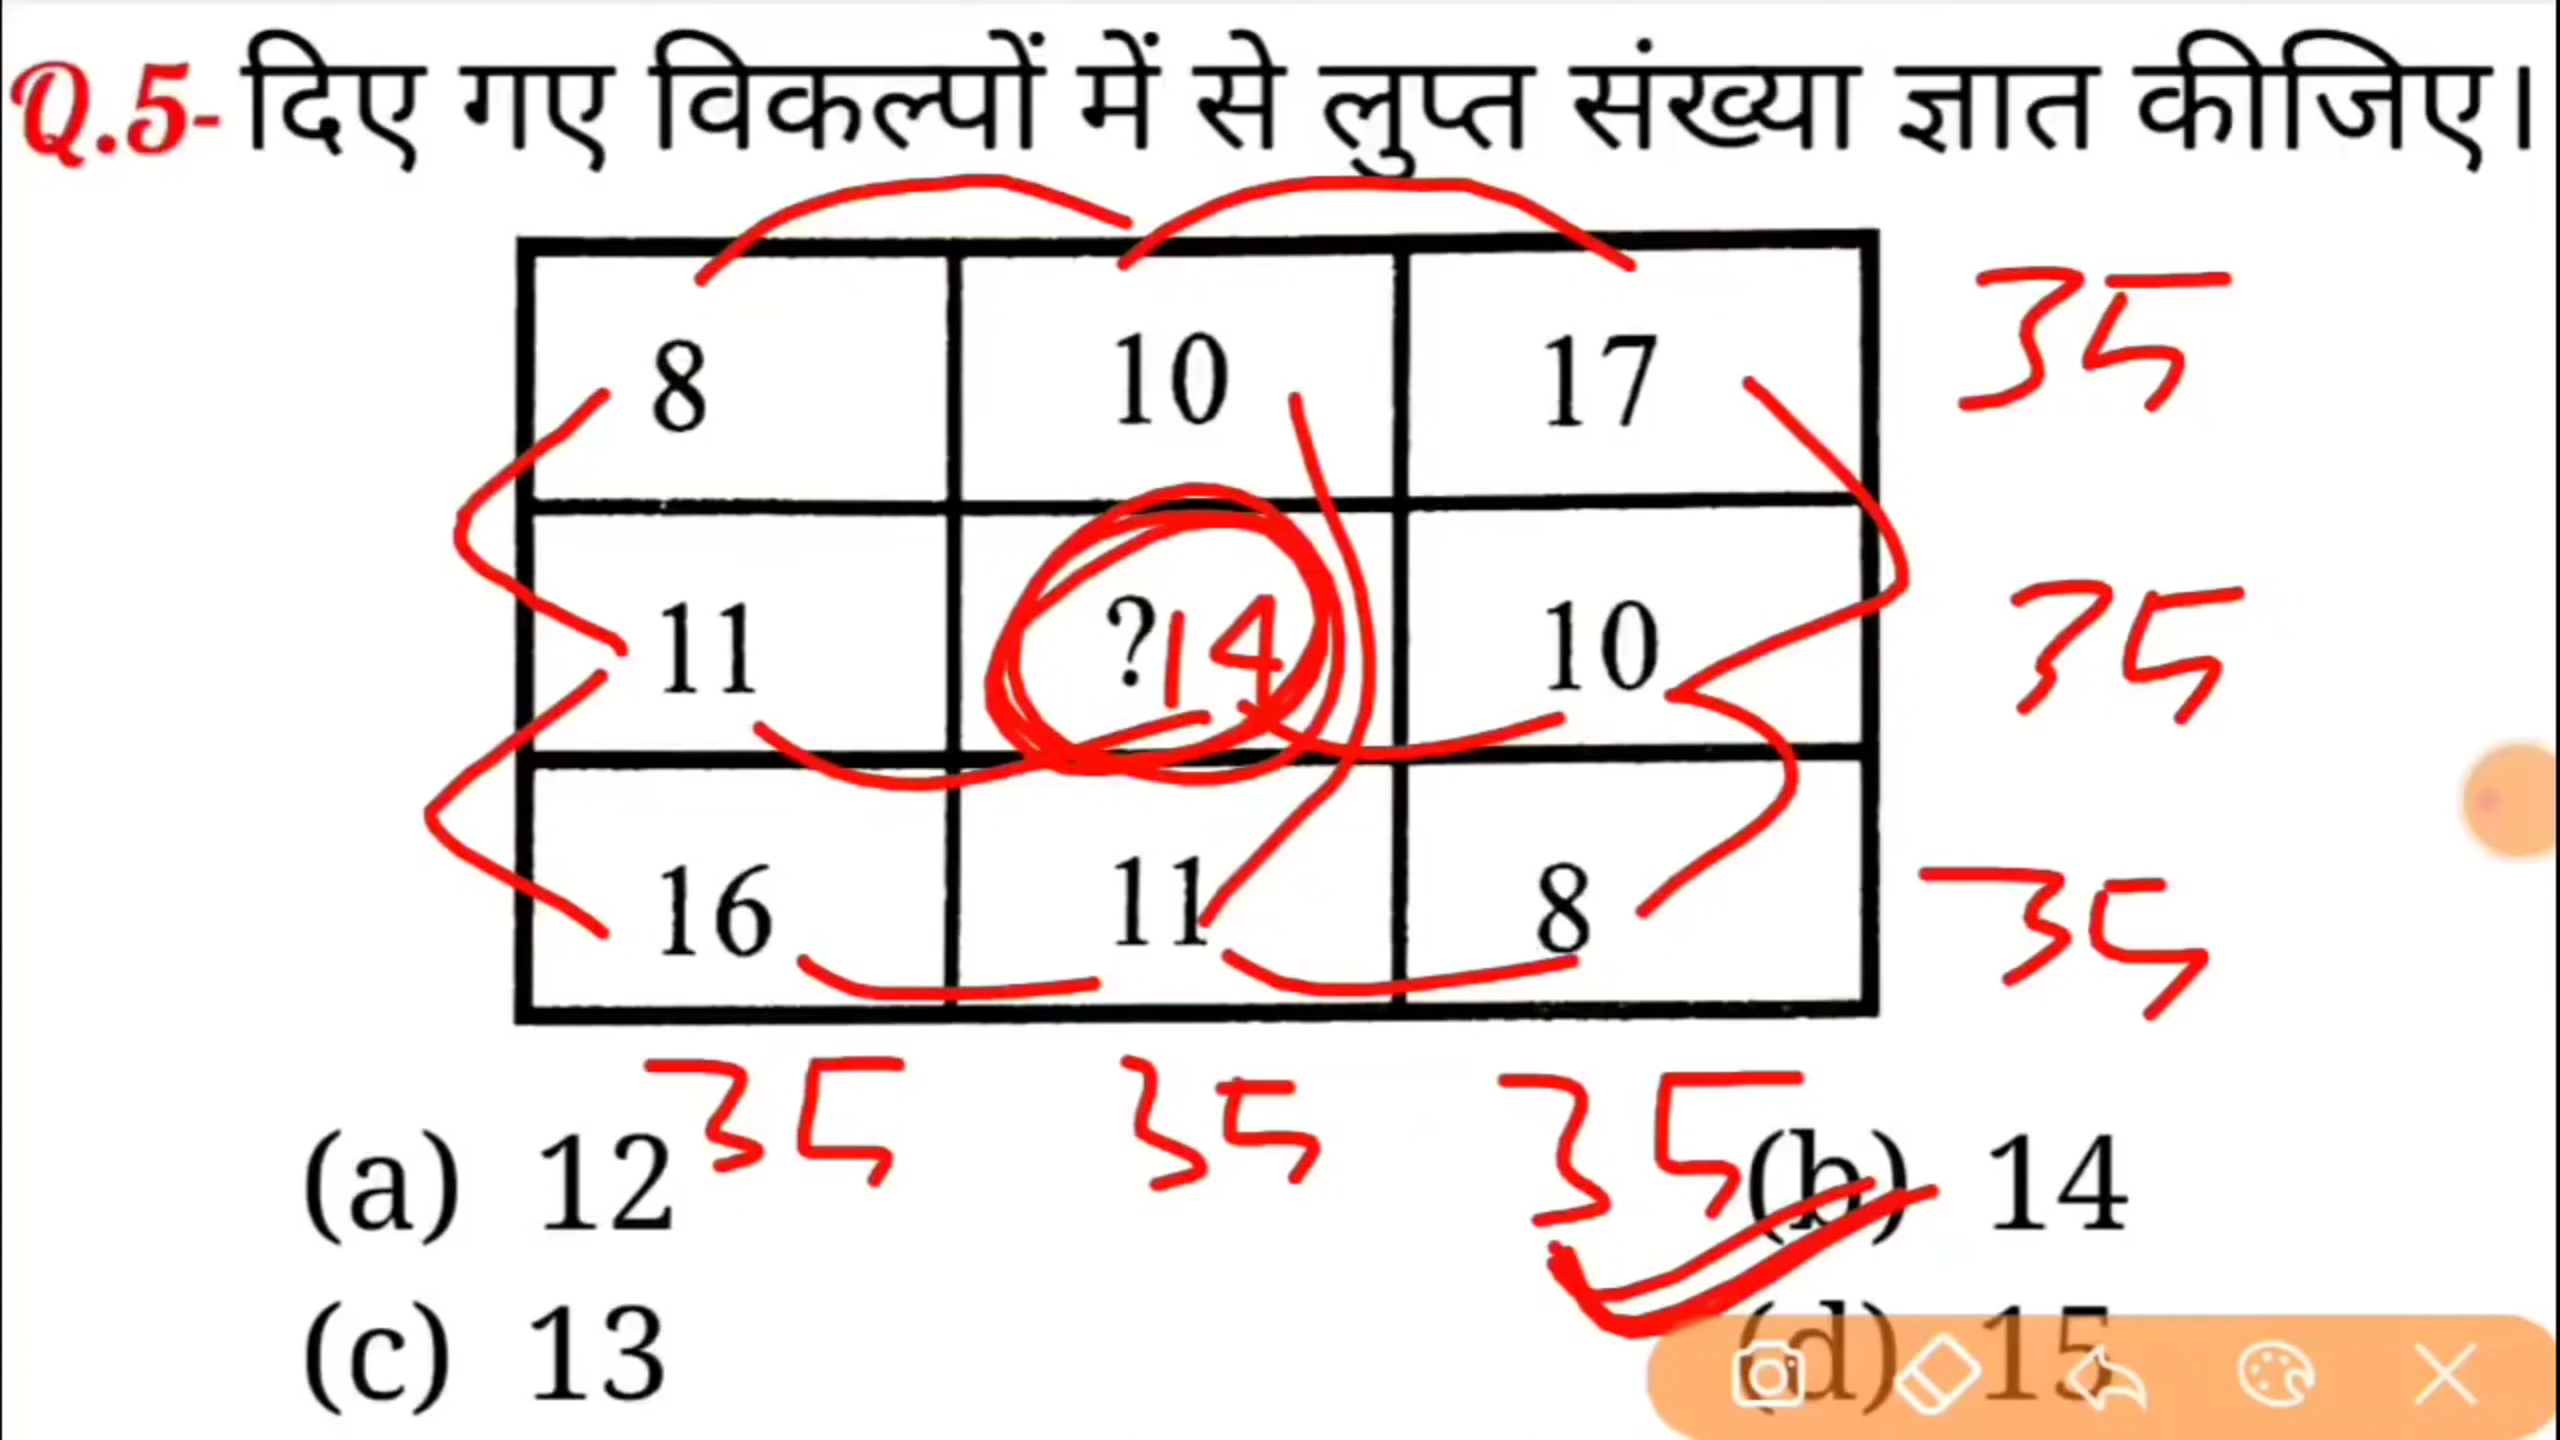 Q.5- दिए गए विकल्पों में से लुप्त संख्या ज्ञात कीजिए।
8 10 17 35
11 ?14 10 35
16 11 8 35
35 35 35
(a) 12 (b) 14
(c) 13 (d) 15